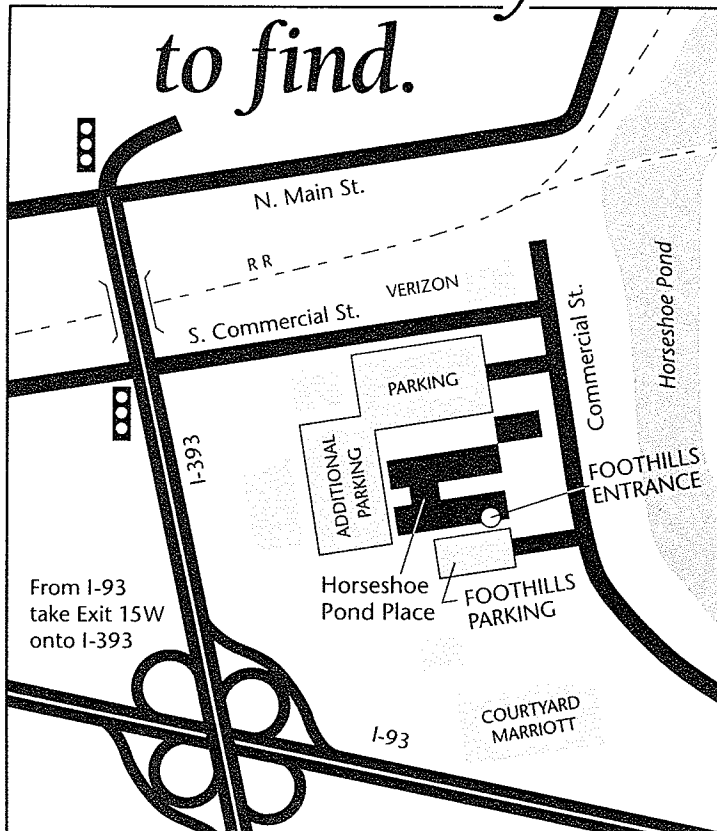 to find.
N. Main St.
R R
VERIZON
S. Commercial St.
Commercial St.
Horseshoe Pond
PARKING
ADDITIONAL
PARKING
I-393
FOOTHILLS
ENTRANCE
From I-93
take Exit 15W
onto I-393
Horseshoe
Pond Place
FOOTHILLS
PARKING
COURTYARD
MARRIOTT
I-93